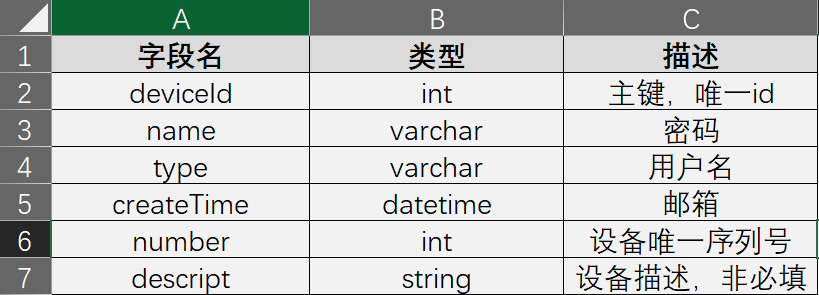 A B C
1 字段名 类型 描述
2 deviceId int 主键，唯一id
3 name varchar 密码
4 type varchar 用户名
5 createTime datetime 邮箱
6 number int 设备唯一序列号
7 descript string 设备描述，非必填